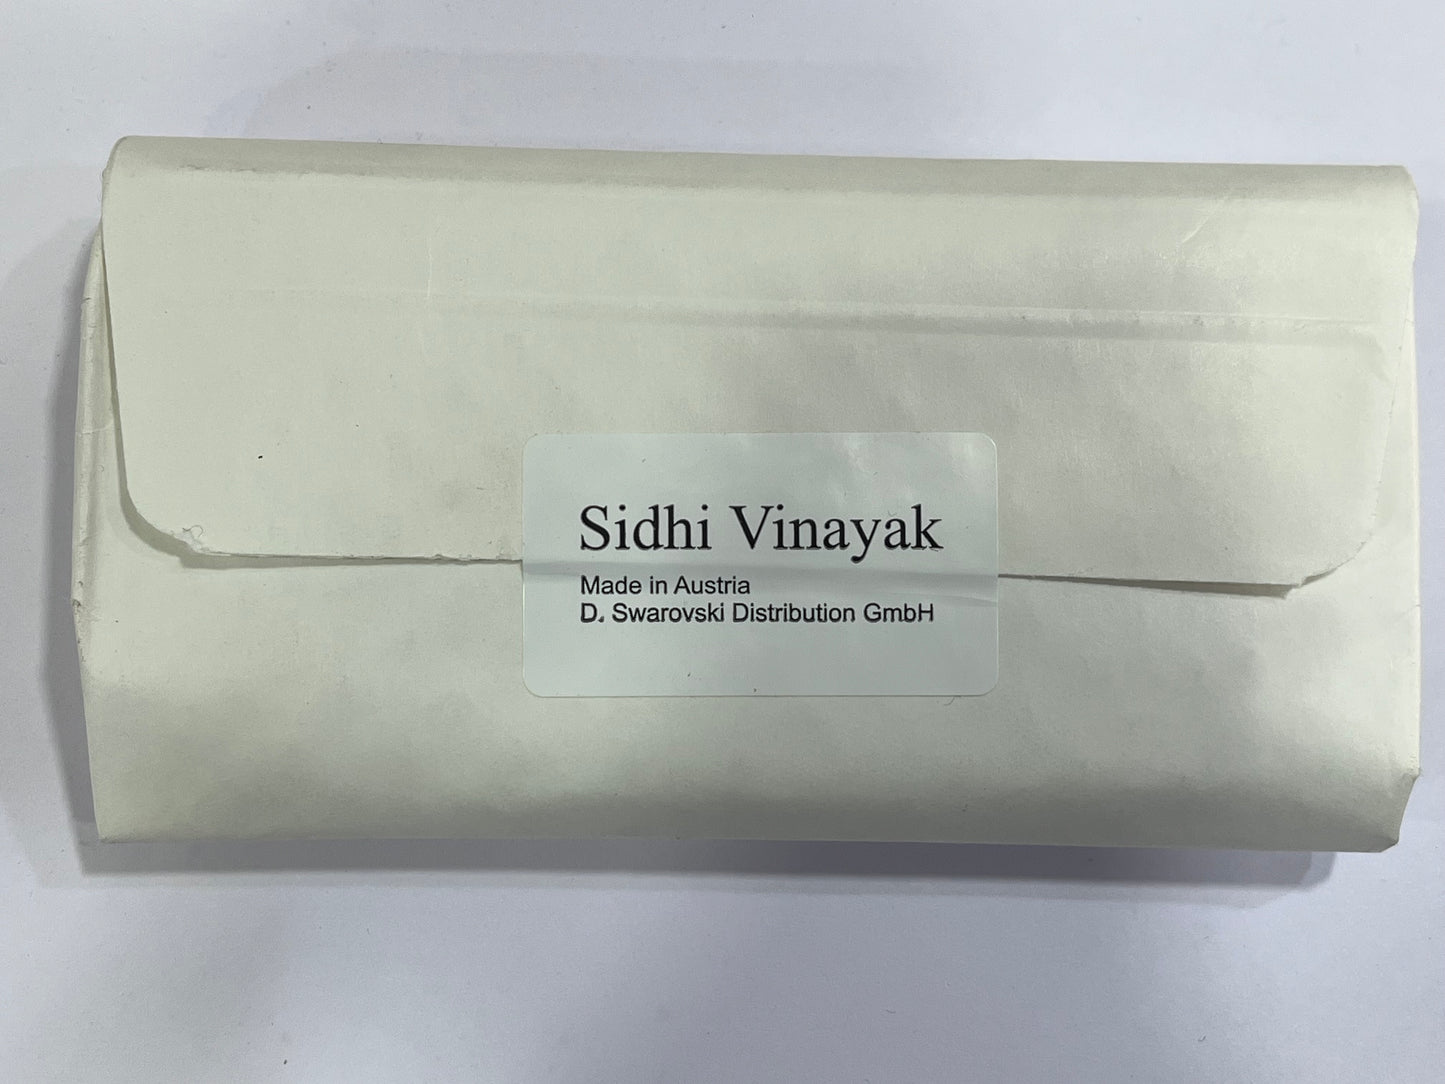 Sidhi Vinayak
Made in Austria
D. Swarovski Distribution GmbH